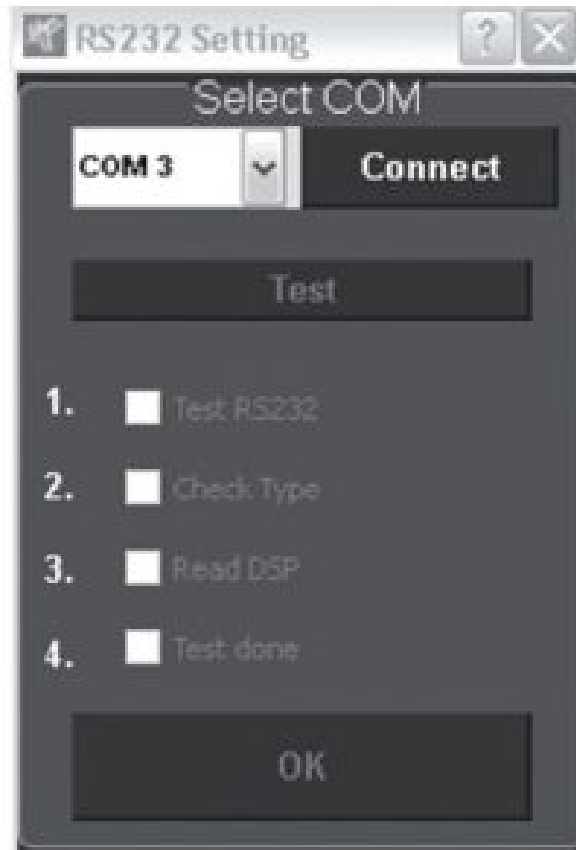 RS232 Setting
Select COM
COM 3
Connect
Test
1. Test RS232
2. Check Type
3. Read DSP
4. Test done
OK